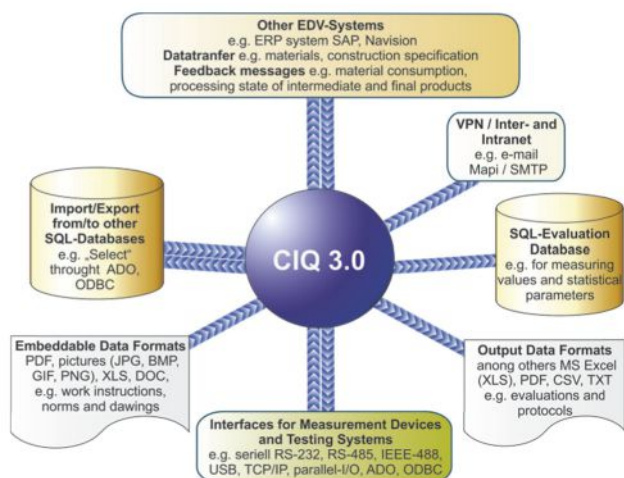 Other EDV-Systems
e.g. ERP system SAP, Navision
Datatranfer e.g. materials, construction specification
Feedback messages e.g. material consumption,
processing state of intermediate and final products
VPN / Inter- and
Intranet
e.g. e-mail
Mapi / SMTP
Import/Export
from/to other
SQL-Databases
e.g. „Select“
throught ADO,
ODBC
CIQ 3.0
SQL-Evaluation
Database
e.g. for measuring
values and statistical
parameters
Embeddable Data Formats
PDF, pictures (JPG, BMP,
GIF, PNG), XLS, DOC,
e.g. work instructions,
norms and dawings
Output Data Formats
among others MS Excel
(XLS), PDF, CSV, TXT
e.g. evaluations and
protocols
Interfaces for Measurement Devices
and Testing Systems
e.g. seriell RS-232, RS-485, IEEE-488,
USB, TCP/IP, parallel-I/O, ADO, ODBC